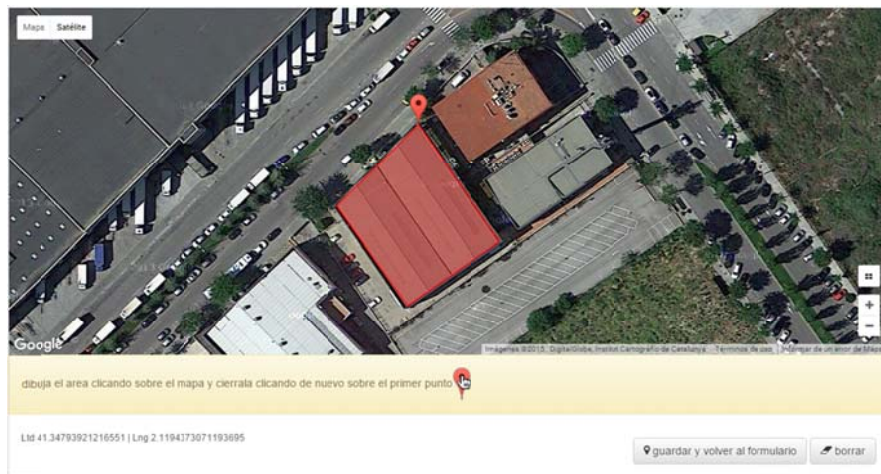 Mapa Satélite
Google
Imágenes ©2015, DigitalGlobe, Institut Cartogràfic de Catalunya Términos de uso Informar de un error de Maps
+
−
dibuja el area clicando sobre el mapa y cierrala clicando de nuevo sobre el primer punto
Ltd 41.34793921216551 | Lng 2.1194373071193695
guardar y volver al formulario borrar